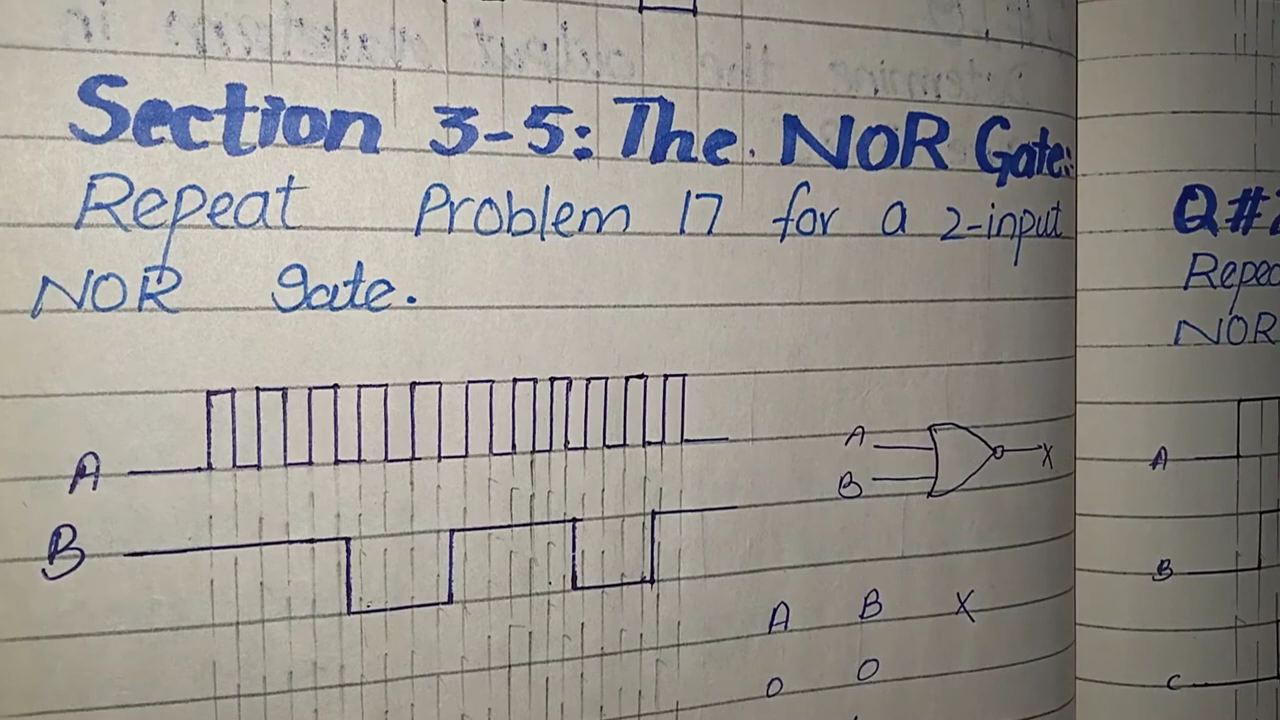 Section 3-5: The NOR Gate:
Repeat Problem 17 for a 2-input
NOR gate.
A
B
A
B
X
A B X
0 0
Q#
Repea
NOR
A
B
C